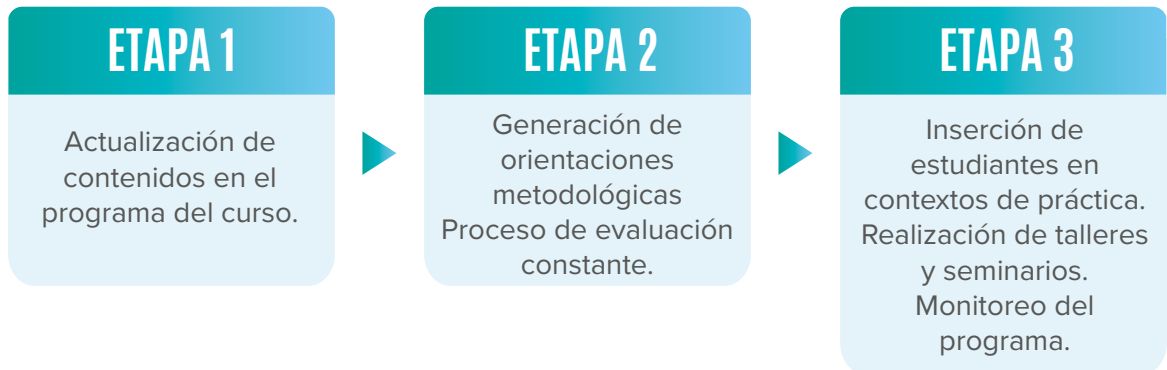 ETAPA 1
Actualización de
contenidos en el
programa del curso.
ETAPA 2
Generación de
orientaciones
metodológicas
Proceso de evaluación
constante.
ETAPA 3
Inserción de
estudiantes en
contextos de práctica.
Realización de talleres
y seminarios.
Monitoreo del
programa.